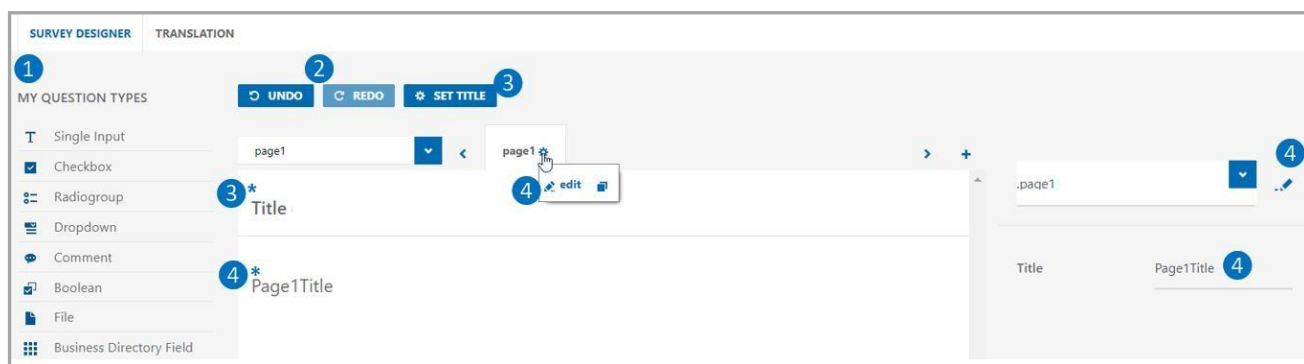 SURVEY DESIGNER TRANSLATION
1 2 3
MY QUESTION TYPES UNDO REDO SET TITLE
T Single Input
page1 page1
Checkbox 4
edit .page1
Radiogroup 3 * 4
Title
Dropdown
Comment Title Page1Title 4
4 *
Page1Title
Boolean
File
Business Directory Field